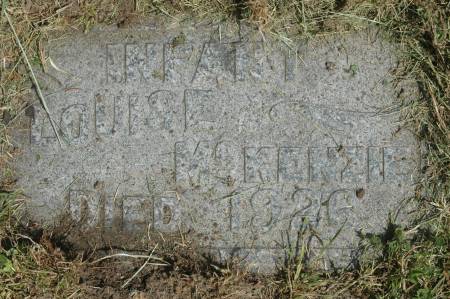 INFANT
LOUISE
McKENZIE
DIED 1926